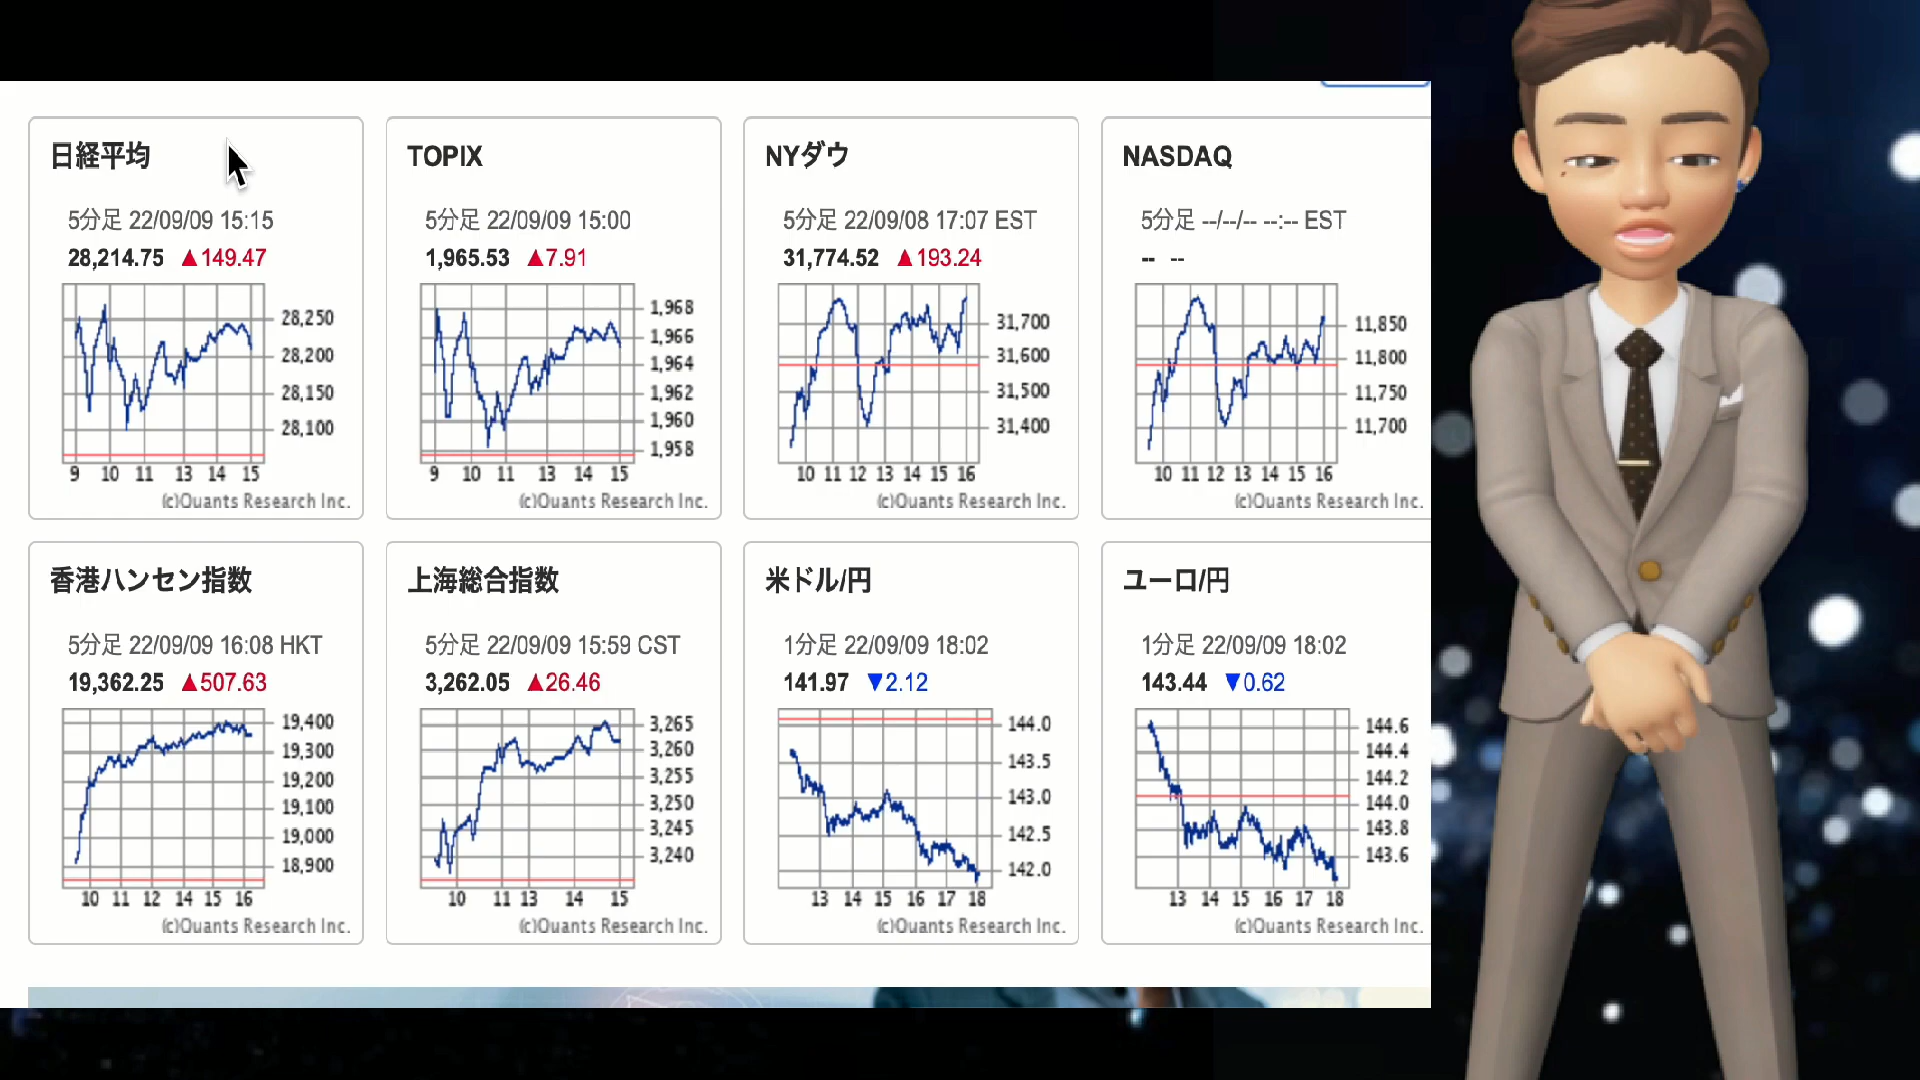 日経平均
5分足 22/09/09 15:15
28,214.75 ▲149.47
28,250
28,200
28,150
28,100
9 10 11 13 14 15
(c)Quants Research Inc.
TOPIX
5分足 22/09/09 15:00
1,965.53 ▲7.91
1,968
1,966
1,964
1,962
1,960
1,958
9 10 11 13 14 15
(c)Quants Research Inc.
NYダウ
5分足 22/09/08 17:07 EST
31,774.52 ▲193.24
31,700
31,600
31,500
31,400
10 11 12 13 14 15 16
(c)Quants Research Inc.
NASDAQ
5分足 --/--/-- --:-- EST
-- --
11,850
11,800
11,750
11,700
10 11 12 13 14 15 16
(c)Quants Research Inc.
香港ハンセン指数
5分足 22/09/09 16:08 HKT
19,362.25 ▲507.63
19,400
19,300
19,200
19,100
19,000
18,900
10 11 12 14 15 16
(c)Quants Research Inc.
上海総合指数
5分足 22/09/09 15:59 CST
3,262.05 ▲26.46
3,265
3,260
3,255
3,250
3,245
3,240
10 11 13 14 15
(c)Quants Research Inc.
米ドル/円
1分足 22/09/09 18:02
141.97 ▼2.12
144.0
143.5
143.0
142.5
142.0
13 14 15 16 17 18
(c)Quants Research Inc.
ユーロ/円
1分足 22/09/09 18:02
143.44 ▼0.62
144.6
144.4
144.2
144.0
143.8
143.6
13 14 15 16 17 18
(c)Quants Research Inc.